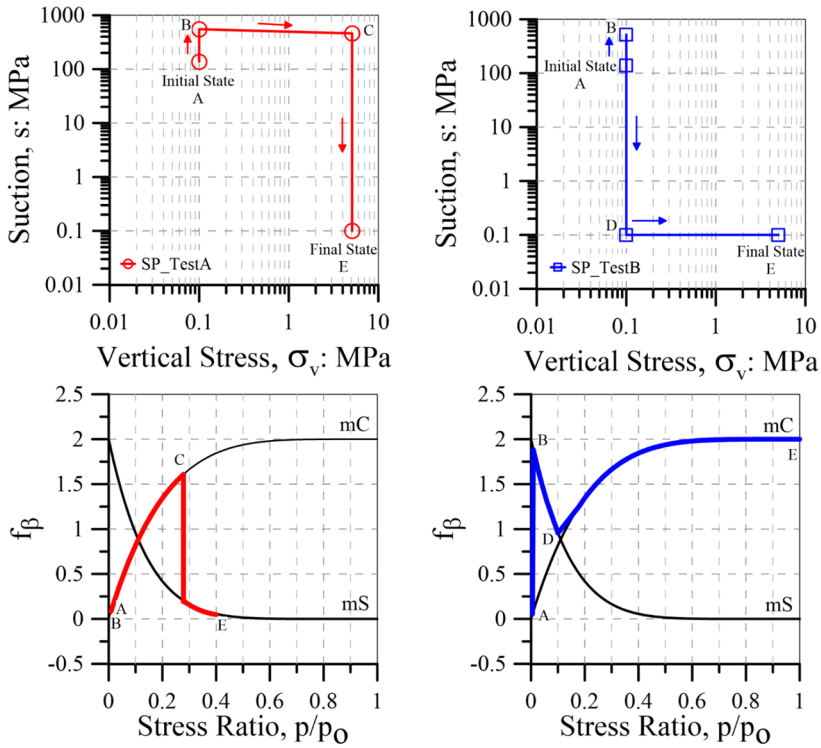 1000
100
10
1
0.1
0.01
Suction, s: MPa
B
C
Initial State
A
Final State
E
SP_TestA
0.01
0.1
1
10
Vertical Stress, σv: MPa
1000
100
10
1
0.1
0.01
Suction, s: MPa
B
Initial State
A
D
Final State
E
SP_TestB
0.01
0.1
1
10
Vertical Stress, σv: MPa
2.5
2
1.5
1
0.5
0
-0.5
fβ
mC
C
A
B
E
mS
0
0.2
0.4
0.6
0.8
1
Stress Ratio, p/po
2.5
2
1.5
1
0.5
0
-0.5
fβ
mC
B
E
D
A
mS
0
0.2
0.4
0.6
0.8
1
Stress Ratio, p/po